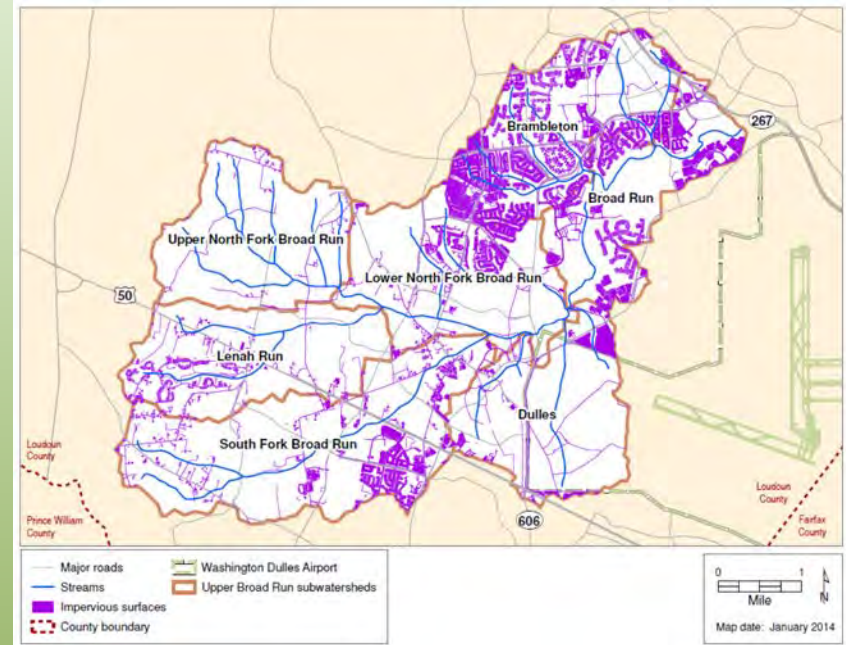 267
Brambleton
Broad Run
Upper North Fork Broad Run
Lower North Fork Broad Run
50
Lenah Run
Dulles
South Fork Broad Run
Loudoun
County
Prince William
County
606
Loudoun
County
Fairfax
County
Major roads
Streams
Impervious surfaces
County boundary
Washington Dulles Airport
Upper Broad Run subwatersheds
0 1
Mile
N
Map date: January 2014